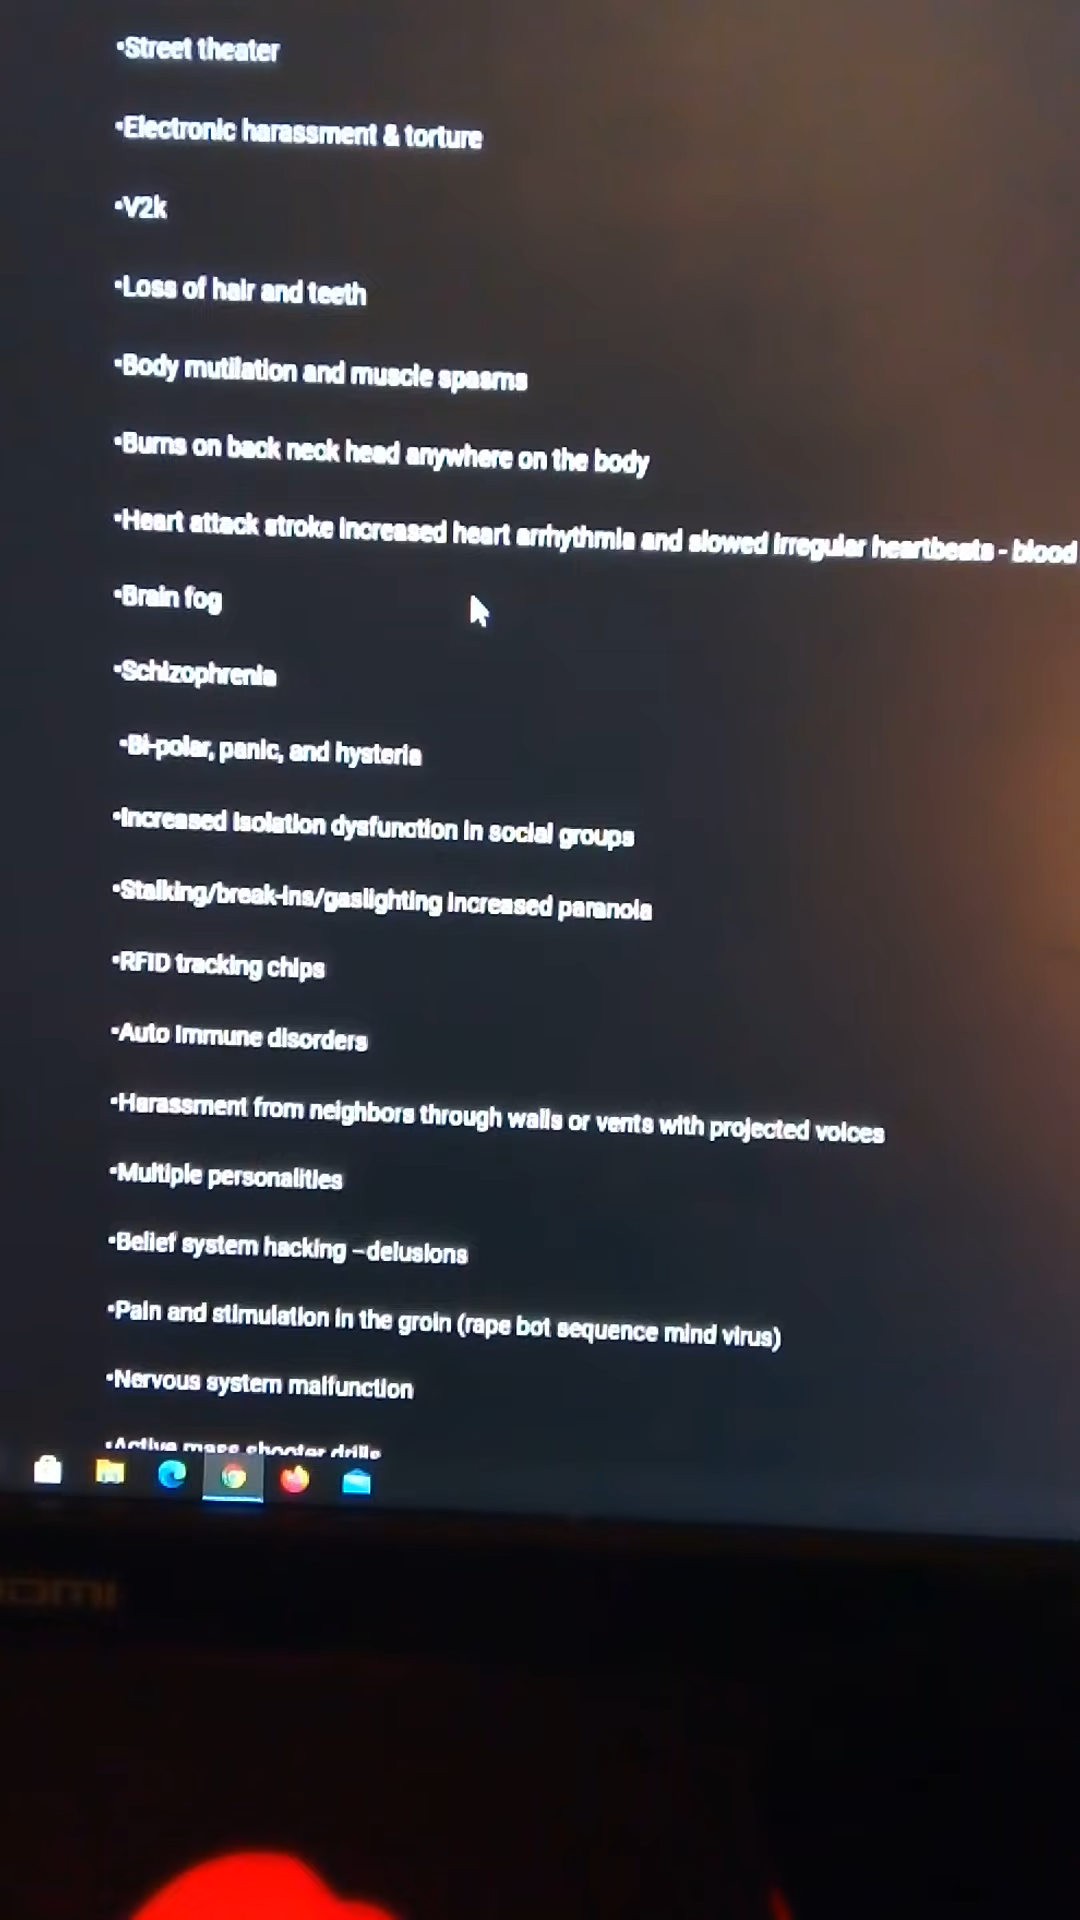 •Street theater
•Electronic harassment & torture
•V2k
•Loss of hair and teeth
•Body mutilation and muscle spasms
•Burns on back neck head anywhere on the body
•Heart attack stroke increased heart arrhythmia and slowed irregular heartbeats - blood
•Brain fog
•Schizophrenia
•Bi-polar, panic, and hysteria
•Increased isolation dysfunction in social groups
•Stalking/break-ins/gaslighting increased paranoia
•RFID tracking chips
•Auto immune disorders
•Harassment from neighbors through walls or vents with projected voices
•Multiple personalities
•Belief system hacking –delusions
•Pain and stimulation in the groin (rape bot sequence mind virus)
•Nervous system malfunction
•Active mass shooter drills